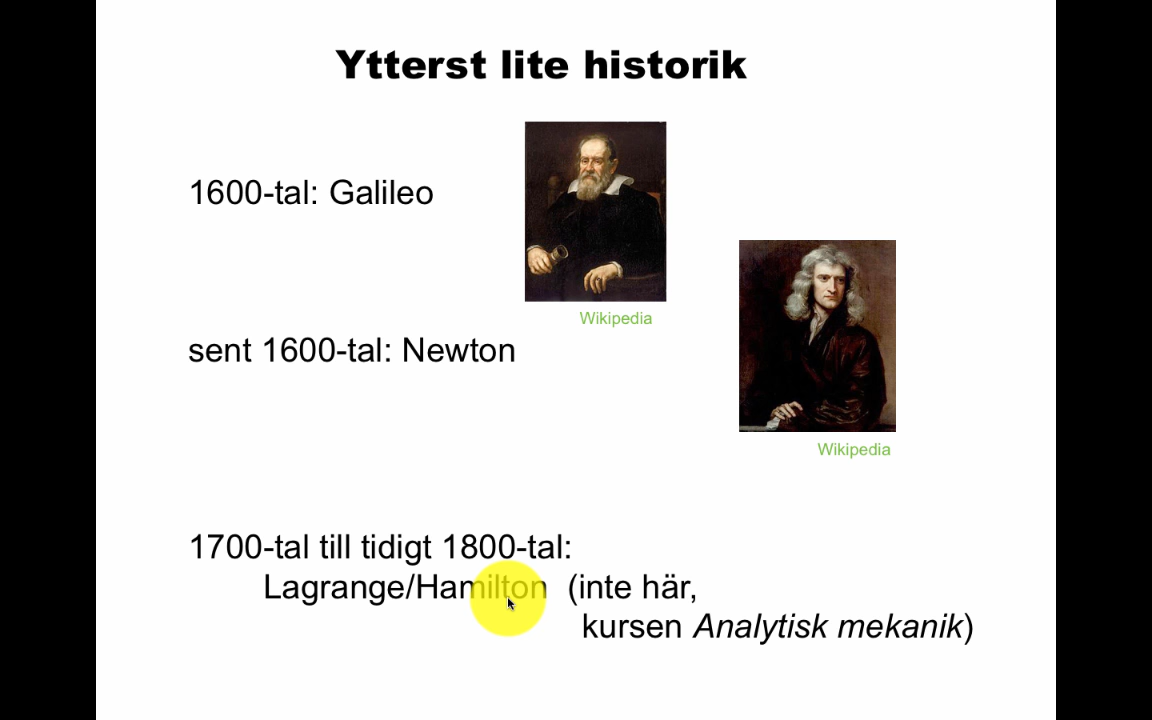 Ytterst lite historik
1600-tal: Galileo
Wikipedia
sent 1600-tal: Newton
Wikipedia
1700-tal till tidigt 1800-tal:
Lagrange/Hamilton (inte här,
kursen Analytisk mekanik)